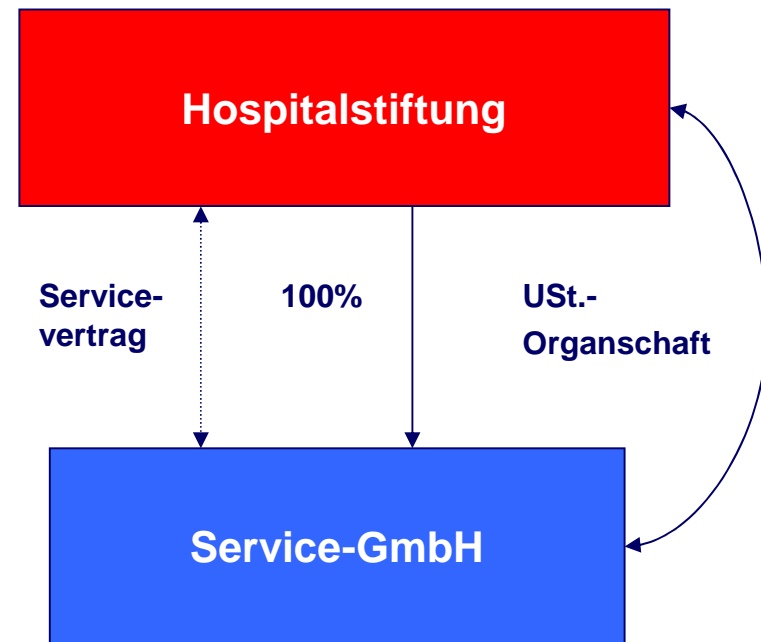 Hospitalstiftung
Service-
vertrag
100%
USt.-
Organschaft
Service-GmbH